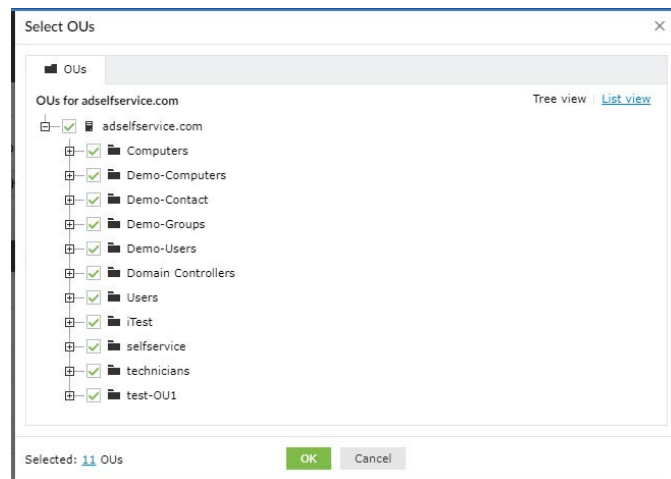 Select OUs
OUs
OUs for adselfservice.com
Tree view
List view
adselfservice.com
Computers
Demo-Computers
Demo-Contact
Demo-Groups
Demo-Users
Domain Controllers
Users
iTest
selfservice
technicians
test-OU1
Selected: 11 OUs
OK
Cancel